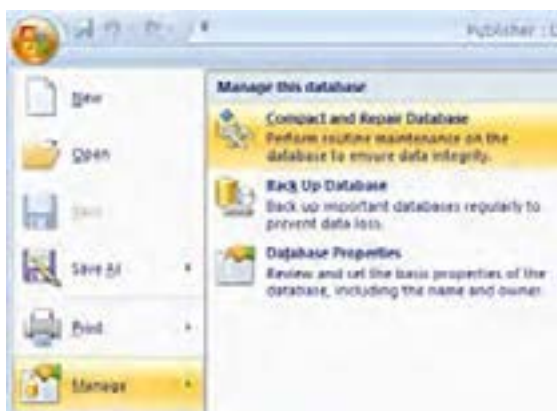 Publisher :
New
Open
Save
Save All
Print
Manage
Manage this database
Compact and Repair Database
Perform routine maintenance on the
database to ensure data integrity.
Back Up Database
Back up important databases regularly to
prevent data loss.
Database Properties
Review and set the basic properties of the
database, including the name and owner.